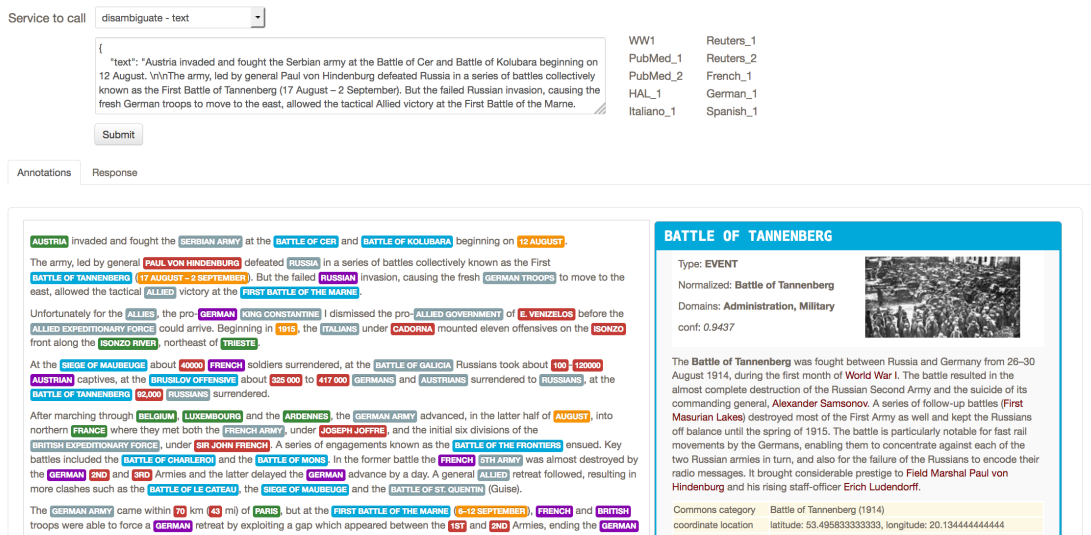 Service to call disambiguate - text
{
"text": "Austria invaded and fought the Serbian army at the Battle of Cer and Battle of Kolubara beginning on
12 August. \n\nThe army, led by general Paul von Hindenburg defeated Russia in a series of battles collectively
known as the First Battle of Tannenberg (17 August – 2 September). But the failed Russian invasion, causing the
fresh German troops to move to the east, allowed the tactical Allied victory at the First Battle of the Marne.
WW1 Reuters_1
PubMed_1 Reuters_2
PubMed_2 French_1
HAL_1 German_1
Italiano_1 Spanish_1
Submit
Annotations Response
AUSTRIA invaded and fought the SERBIAN ARMY at the BATTLE OF CER and BATTLE OF KOLUBARA beginning on 12 AUGUST.
The army, led by general PAUL VON HINDENBURG defeated RUSSIA in a series of battles collectively known as the First
BATTLE OF TANNENBERG (17 AUGUST – 2 SEPTEMBER). But the failed RUSSIAN invasion, causing the fresh GERMAN TROOPS to move to the
east, allowed the tactical ALLIED victory at the FIRST BATTLE OF THE MARNE.
Unfortunately for the ALLIES, the pro-GERMAN KING CONSTANTINE I dismissed the pro-ALLIED GOVERNMENT of E. VENIZELOS before the
ALLIED EXPEDITIONARY FORCE could arrive. Beginning in 1915, the ITALIANS under CADORNA mounted eleven offensives on the ISONZO
front along the ISONZO RIVER, northeast of TRIESTE.
At the SIEGE OF MAUBEUGE about 40000 FRENCH soldiers surrendered, at the BATTLE OF GALICIA Russians took about 100-120000
AUSTRIAN captives, at the BRUSILOV OFFENSIVE about 325 000 to 417 000 GERMANS and AUSTRIANS surrendered to RUSSIANS, at the
BATTLE OF TANNENBERG 92,000 RUSSIANS surrendered.
After marching through BELGIUM, LUXEMBOURG and the ARDENNES, the GERMAN ARMY advanced, in the latter half of AUGUST, into
northern FRANCE where they met both the FRENCH ARMY, under JOSEPH JOFFRE, and the initial six divisions of the
BRITISH EXPEDITIONARY FORCE, under SIR JOHN FRENCH. A series of engagements known as the BATTLE OF THE FRONTIERS ensued. Key
battles included the BATTLE OF CHARLEROI and the BATTLE OF MONS. In the former battle the FRENCH 5TH ARMY was almost destroyed by
the GERMAN 2ND and 3RD Armies and the latter delayed the GERMAN advance by a day. A general ALLIED retreat followed, resulting in
more clashes such as the BATTLE OF LE CATEAU, the SIEGE OF MAUBEUGE and the BATTLE OF ST. QUENTIN (Guise).
The GERMAN ARMY came within 70 km (43 mi) of PARIS, but at the FIRST BATTLE OF THE MARNE (6–12 SEPTEMBER), FRENCH and BRITISH
troops were able to force a GERMAN retreat by exploiting a gap which appeared between the 1ST and 2ND Armies, ending the GERMAN
BATTLE OF TANNENBERG
Type: EVENT
Normalized: Battle of Tannenberg
Domains: Administration, Military
conf: 0.9437
The Battle of Tannenberg was fought between Russia and Germany from 26–30
August 1914, during the first month of World War I. The battle resulted in the
almost complete destruction of the Russian Second Army and the suicide of its
commanding general, Alexander Samsonov. A series of follow-up battles (First
Masurian Lakes) destroyed most of the First Army as well and kept the Russians
off balance until the spring of 1915. The battle is particularly notable for fast rail
movements by the Germans, enabling them to concentrate against each of the
two Russian armies in turn, and also for the failure of the Russians to encode their
radio messages. It brought considerable prestige to Field Marshal Paul von
Hindenburg and his rising staff-officer Erich Ludendorff.
Commons category Battle of Tannenberg (1914)
coordinate location latitude: 53.495833333333, longitude: 20.134444444444